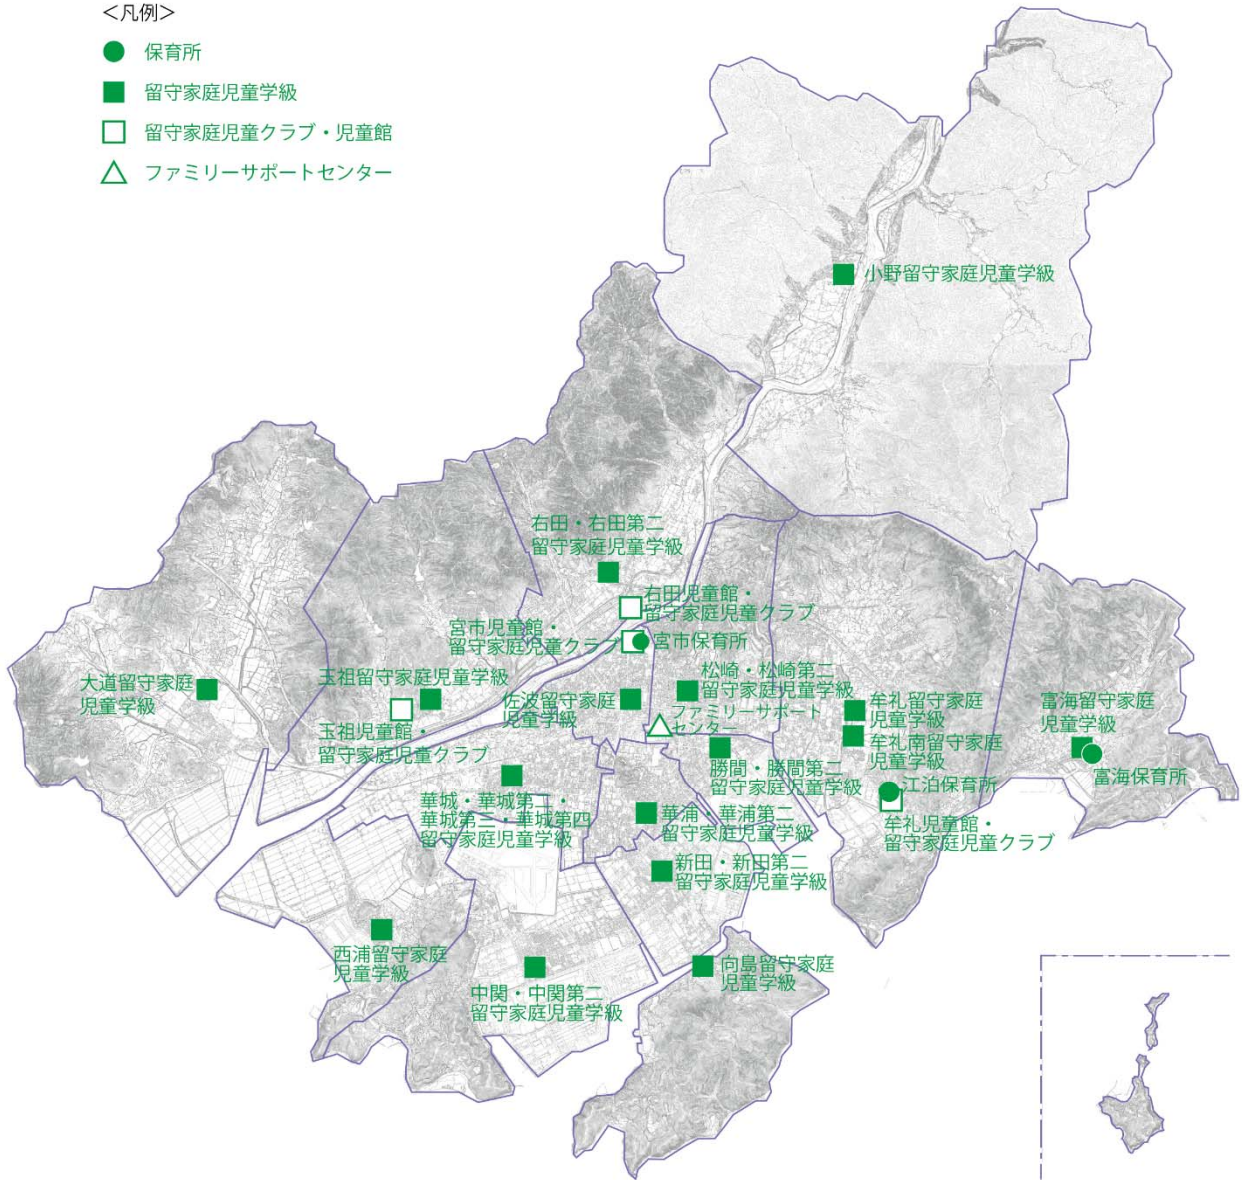 ＜凡例＞
保育所
留守家庭児童学級
留守家庭児童クラブ・児童館
ファミリーサポートセンター
小野留守家庭児童学級
右田・右田第二
留守家庭児童学級
右田児童館・
留守家庭児童クラブ
宮市児童館・
留守家庭児童クラブ
宮市保育所
松崎・松崎第二
留守家庭児童学級
玉祖留守家庭児童学級
大道留守家庭
児童学級
佐波留守家庭
児童学級
ファミリーサポート
センター
牟礼留守家庭
児童学級
富海留守家庭
児童学級
玉祖児童館・
留守家庭児童クラブ
牟礼南留守家庭
児童学級
勝間・勝間第二
留守家庭児童学級
江泊保育所
富海保育所
華城・華城第二・
華城第三・華城第四
留守家庭児童学級
華浦・華浦第二
留守家庭児童学級
牟礼児童館・
留守家庭児童クラブ
新田・新田第二
留守家庭児童学級
西浦留守家庭
児童学級
向島留守家庭
児童学級
中関・中関第二
留守家庭児童学級